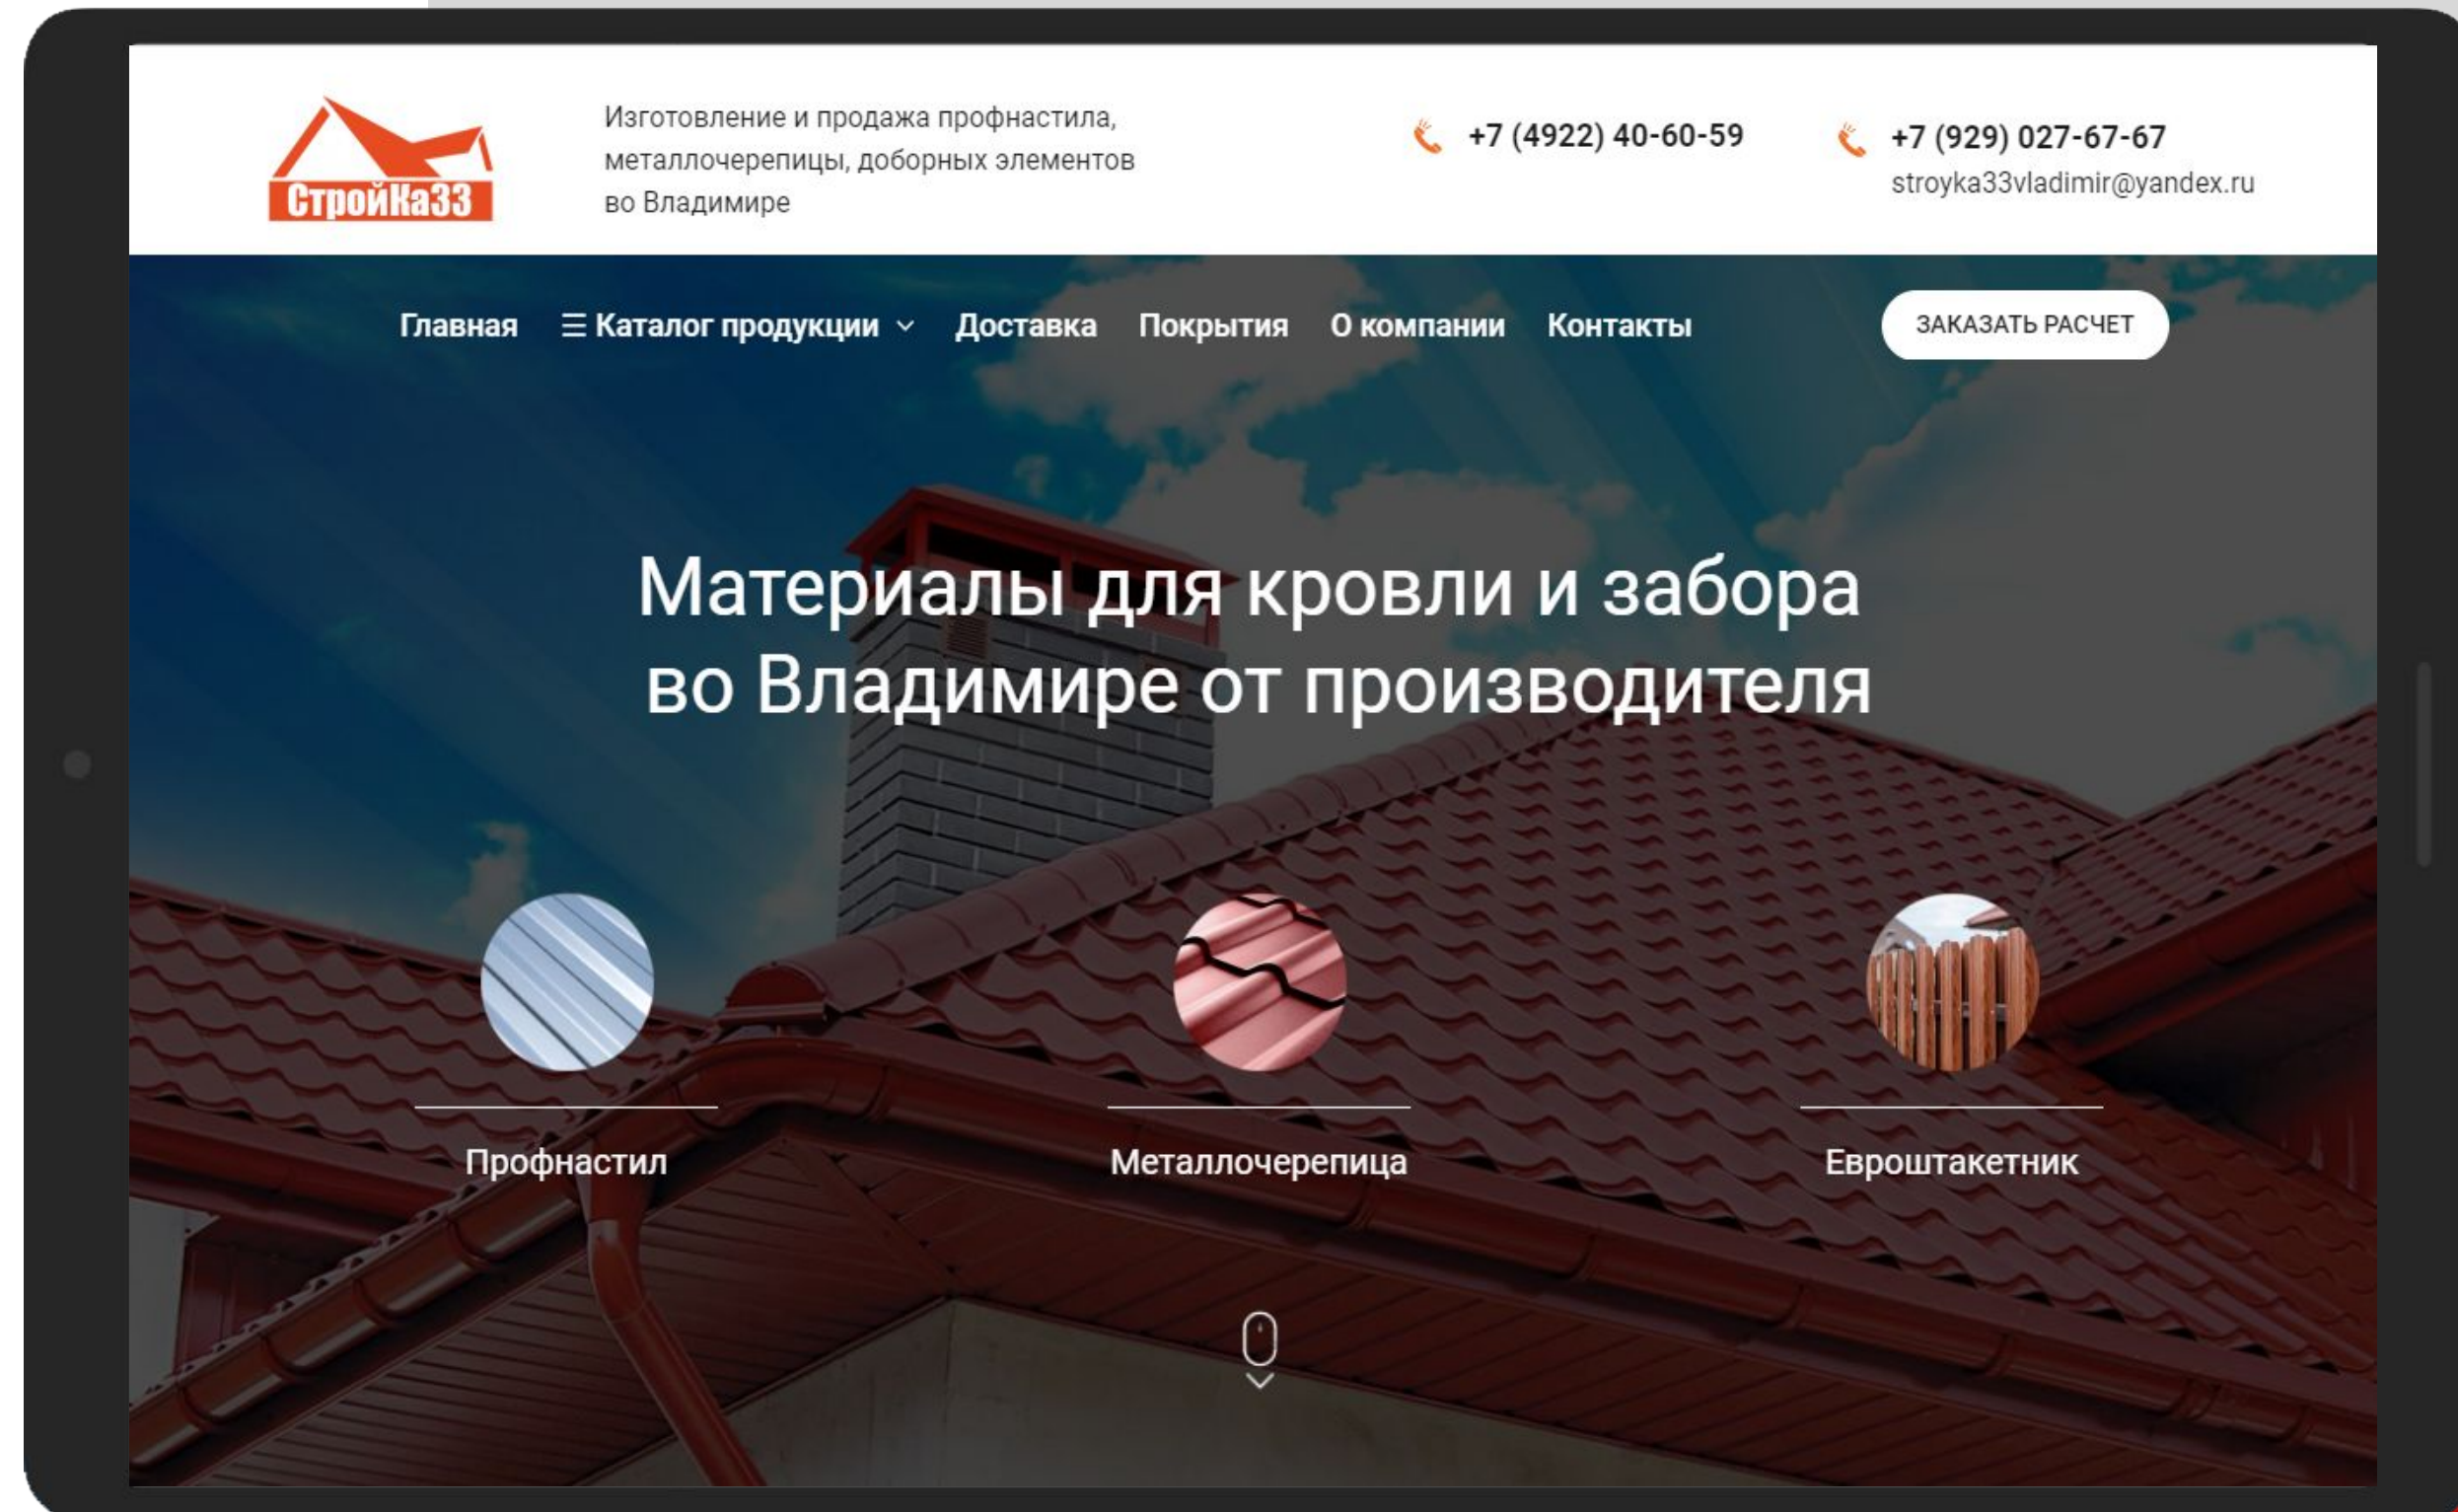 СтройКа33
Изготовление и продажа профнастила,
металлочерепицы, доборных элементов
во Владимире
+7 (4922) 40-60-59
+7 (929) 027-67-67
stroyka33vladimir@yandex.ru
Главная ☰ Каталог продукции Доставка Покрытия О компании Контакты ЗАКАЗАТЬ РАСЧЕТ
Материалы для кровли и забора
во Владимире от производителя
Профнастил Металлочерепица Евроштакетник